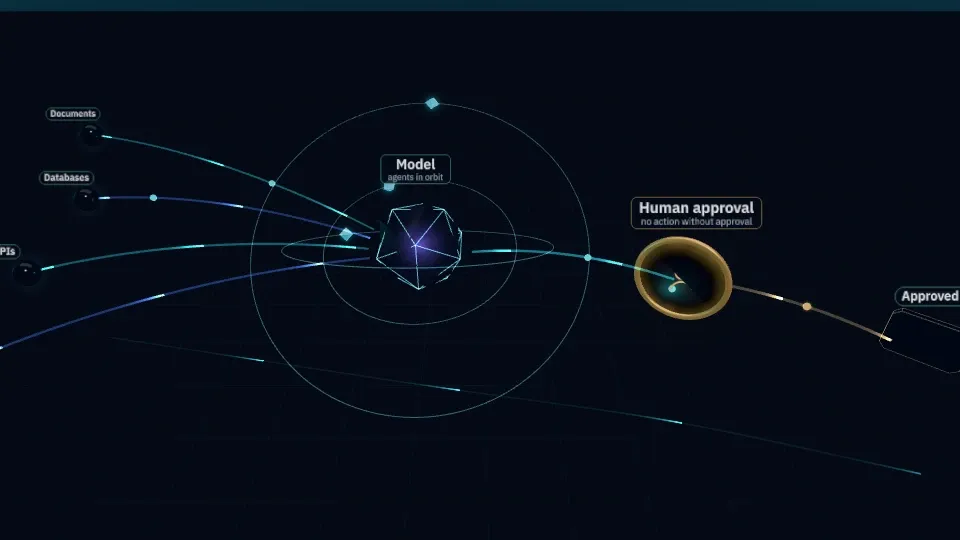 Documents
Model
agents in orbit
Databases
Human approval
no action without approval
PIs
Approved